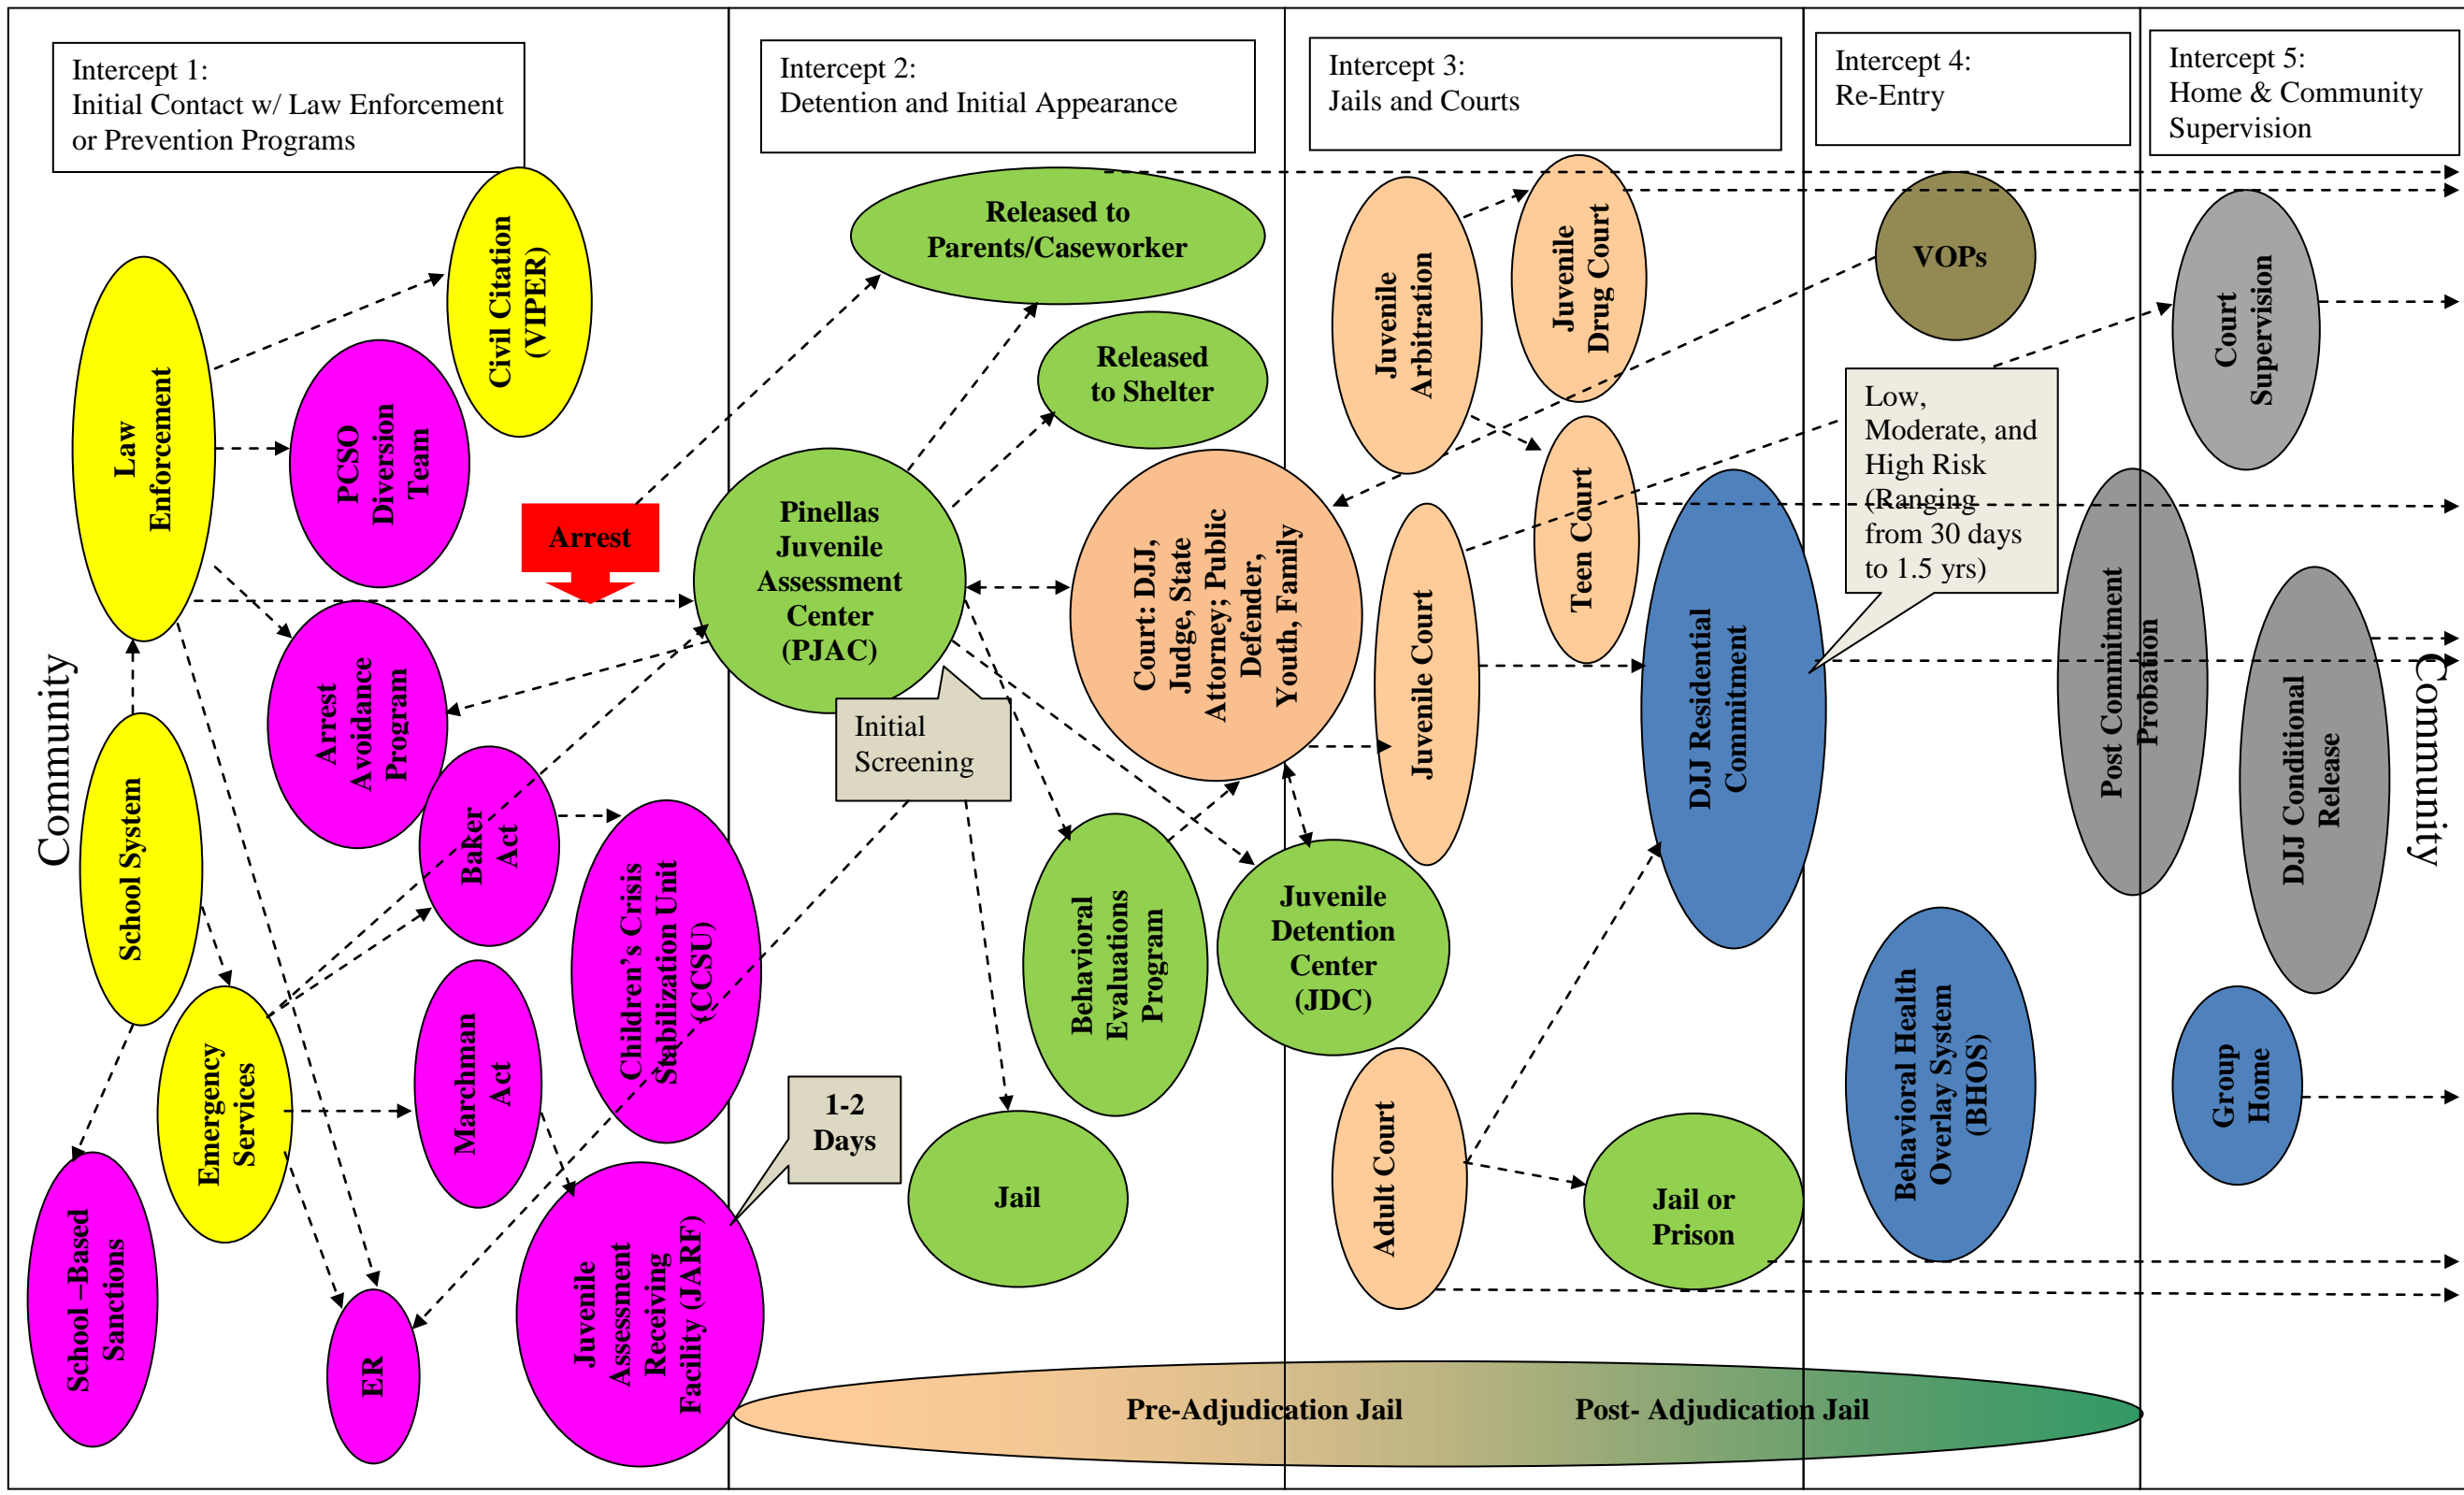 Intercept 1:
Initial Contact w/ Law Enforcement
or Prevention Programs
Intercept 2:
Detention and Initial Appearance
Intercept 3:
Jails and Courts
Intercept 4:
Re-Entry
Intercept 5:
Home & Community
Supervision
Community
Law
Enforcement
Civil Citation
(VIPER)
PCSO
Diversion
Team
Arrest
Arrest
Avoidance
Program
School System
Baker
Act
Children's Crisis
Stabilization Unit
(CCSU)
Emergency
Services
Marchman
Act
School –Based
Sanctions
ER
Juvenile
Assessment
Receiving
Facility (JARF)
1-2
Days
Released to
Parents/Caseworker
Released
to Shelter
Pinellas
Juvenile
Assessment
Center
(PJAC)
Initial
Screening
Court: DJJ,
Judge, State
Attorney; Public
Defender,
Youth, Family
Behavioral
Evaluations
Program
Juvenile
Detention
Center
(JDC)
Jail
Juvenile
Arbitration
Juvenile
Drug Court
Teen Court
Juvenile Court
DJJ Residential
Commitment
Adult Court
Jail or
Prison
VOPs
Low,
Moderate, and
High Risk
(Ranging
from 30 days
to 1.5 yrs)
Behavioral Health
Overlay System
(BHOS)
Court
Supervision
Post Commitment
Probation
DJJ Conditional
Release
Group
Home
Community
Pre-Adjudication Jail
Post- Adjudication Jail